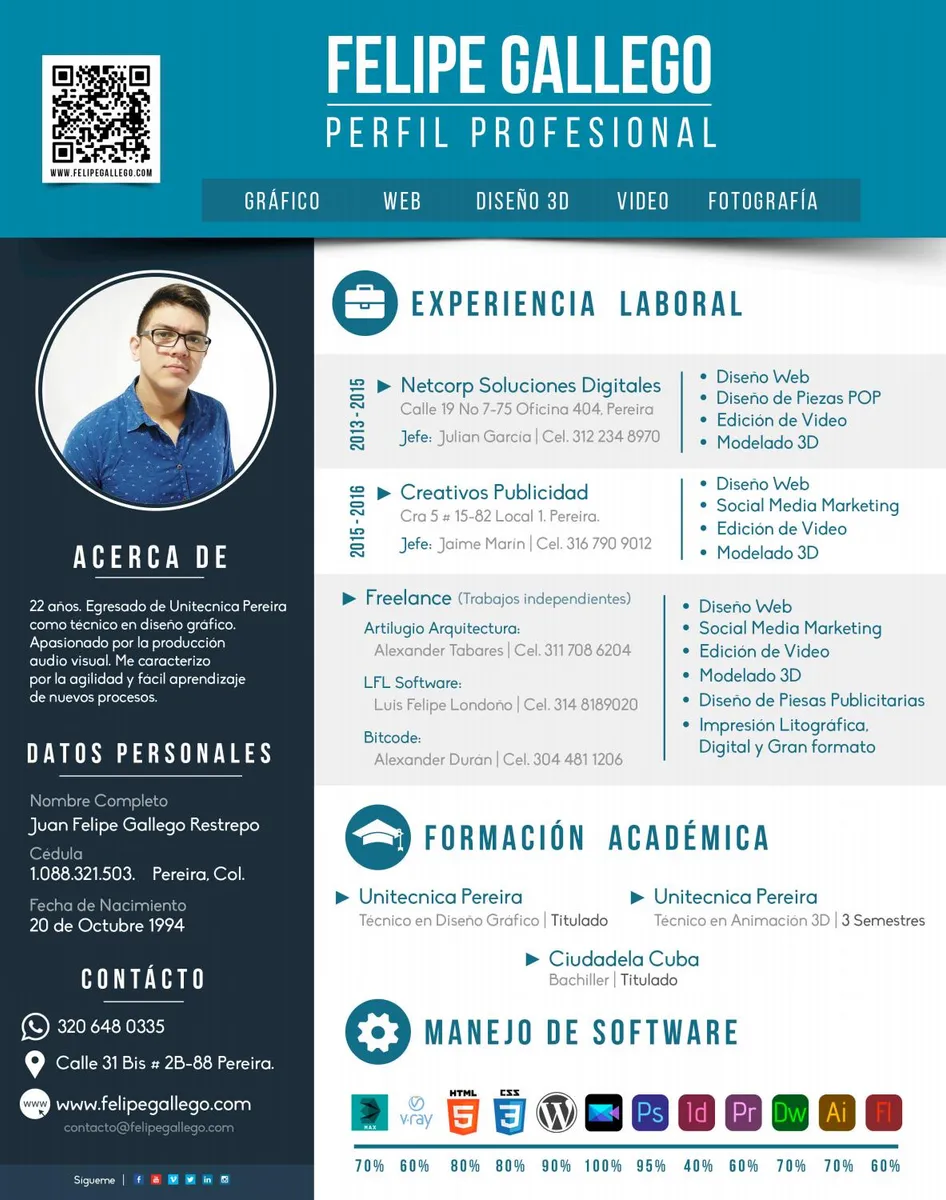 FELIPE GALLEGO
PERFIL PROFESIONAL
WWW.FELIPEGALLEGO.COM
GRÁFICO WEB DISEÑO 3D VIDEO FOTOGRAFÍA
ACERCA DE
22 años. Egresado de Unitecnica Pereira
como técnico en diseño gráfico.
Apasionado por la producción
audio visual. Me caracterizo
por la agilidad y fácil aprendizaje
de nuevos procesos.
DATOS PERSONALES
Nombre Completo
Juan Felipe Gallego Restrepo
Cédula
1.088.321.503. Pereira, Col.
Fecha de Nacimiento
20 de Octubre 1994
CONTÁCTO
320 648 0335
Calle 31 Bis # 2B-88 Pereira.
www
www.felipegallego.com
contacto@felipegallego.com
Sigueme |
EXPERIENCIA LABORAL
2013 - 2015
► Netcorp Soluciones Digitales
Calle 19 No 7-75 Oficina 404. Pereira
Jefe: Julian García | Cel. 312 234 8970
• Diseño Web
• Diseño de Piezas POP
• Edición de Video
• Modelado 3D
2015 - 2016
► Creativos Publicidad
Cra 5 # 15-82 Local 1. Pereira.
Jefe: Jaime Marín | Cel. 316 790 9012
• Diseño Web
• Social Media Marketing
• Edición de Video
• Modelado 3D
► Freelance (Trabajos independientes)
Artilugio Arquitectura:
Alexander Tabares | Cel. 311 708 6204
LFL Software:
Luis Felipe Londoño | Cel. 314 8189020
Bitcode:
Alexander Durán | Cel. 304 481 1206
• Diseño Web
• Social Media Marketing
• Edición de Video
• Modelado 3D
• Diseño de Piesas Publicitarias
• Impresión Litográfica,
Digital y Gran formato
FORMACIÓN ACADÉMICA
► Unitecnica Pereira
Técnico en Diseño Gráfico | Titulado
► Unitecnica Pereira
Técnico en Animación 3D | 3 Semestres
► Ciudadela Cuba
Bachiller | Titulado
MANEJO DE SOFTWARE
MAX v·ray HTML 5 CSS 3 W Ps Id Pr Dw Ai Fl
70% 60% 80% 80% 90% 100% 95% 40% 60% 70% 70% 60%